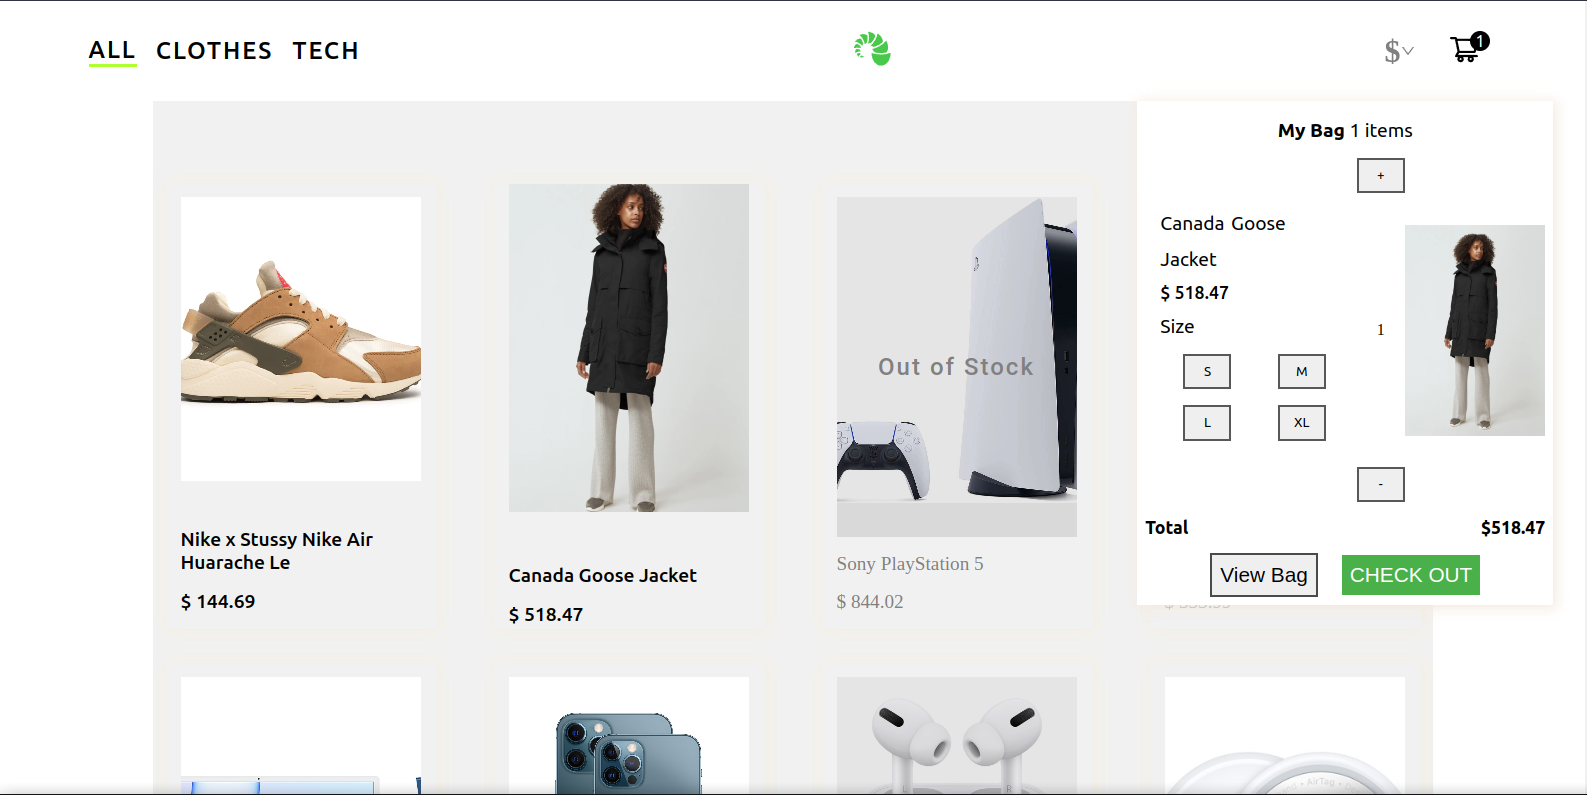 ALL CLOTHES TECH
$
1
My Bag 1 items
+
Canada Goose
Jacket
$ 518.47
Size
1
S M
L XL
-
Total $518.47
View Bag CHECK OUT
Out of Stock
Nike x Stussy Nike Air
Huarache Le
$ 144.69
Canada Goose Jacket
$ 518.47
Sony PlayStation 5
$ 844.02
L R
AirTag